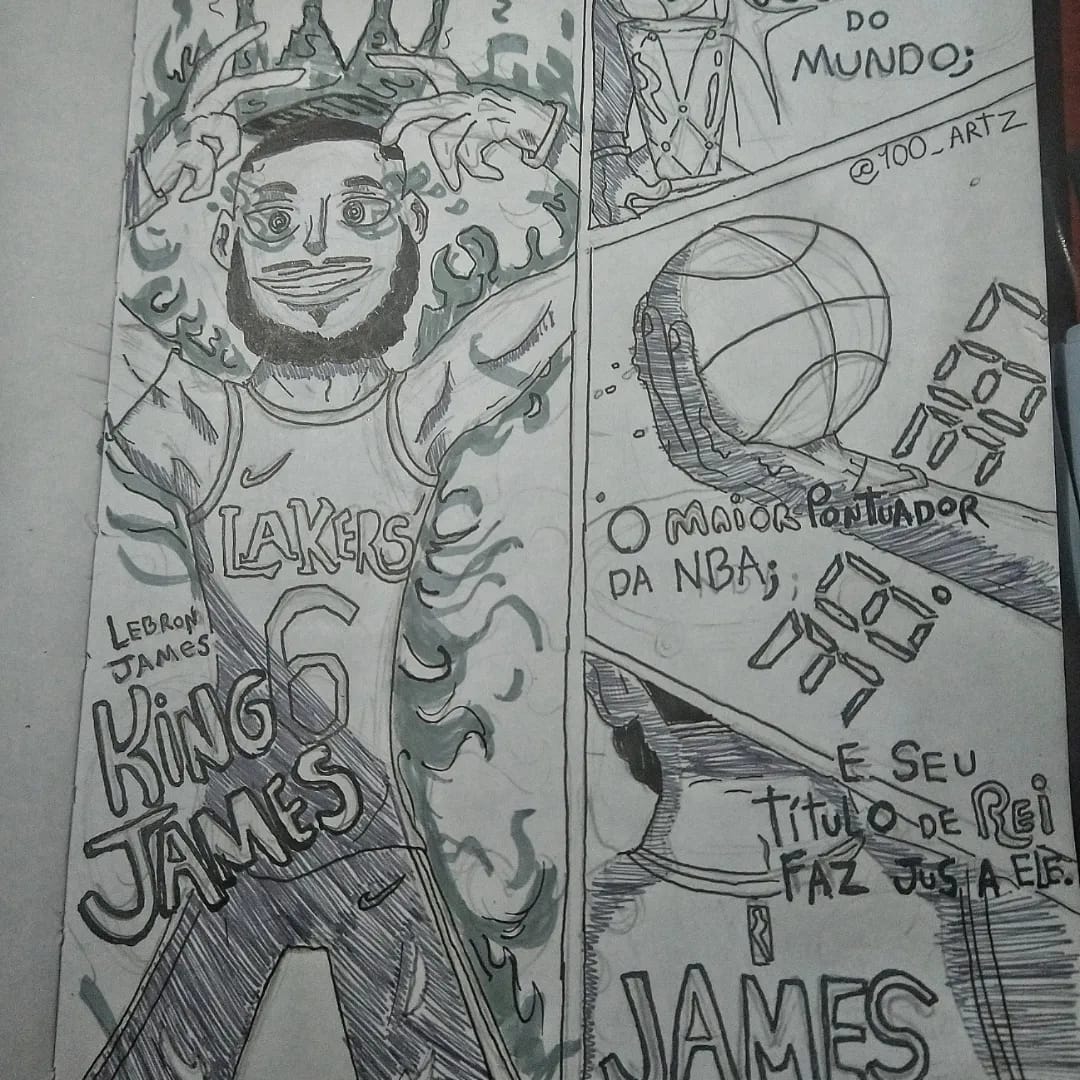 LAKERS
6
LEBRON
JAMES
KING
JAMES
DO
MUNDO;
@100_ARTZ
O MAIOR PONTUADOR
DA NBA;
E SEU
TÍTULO DE REI
FAZ JUS A ELE.
JAMES